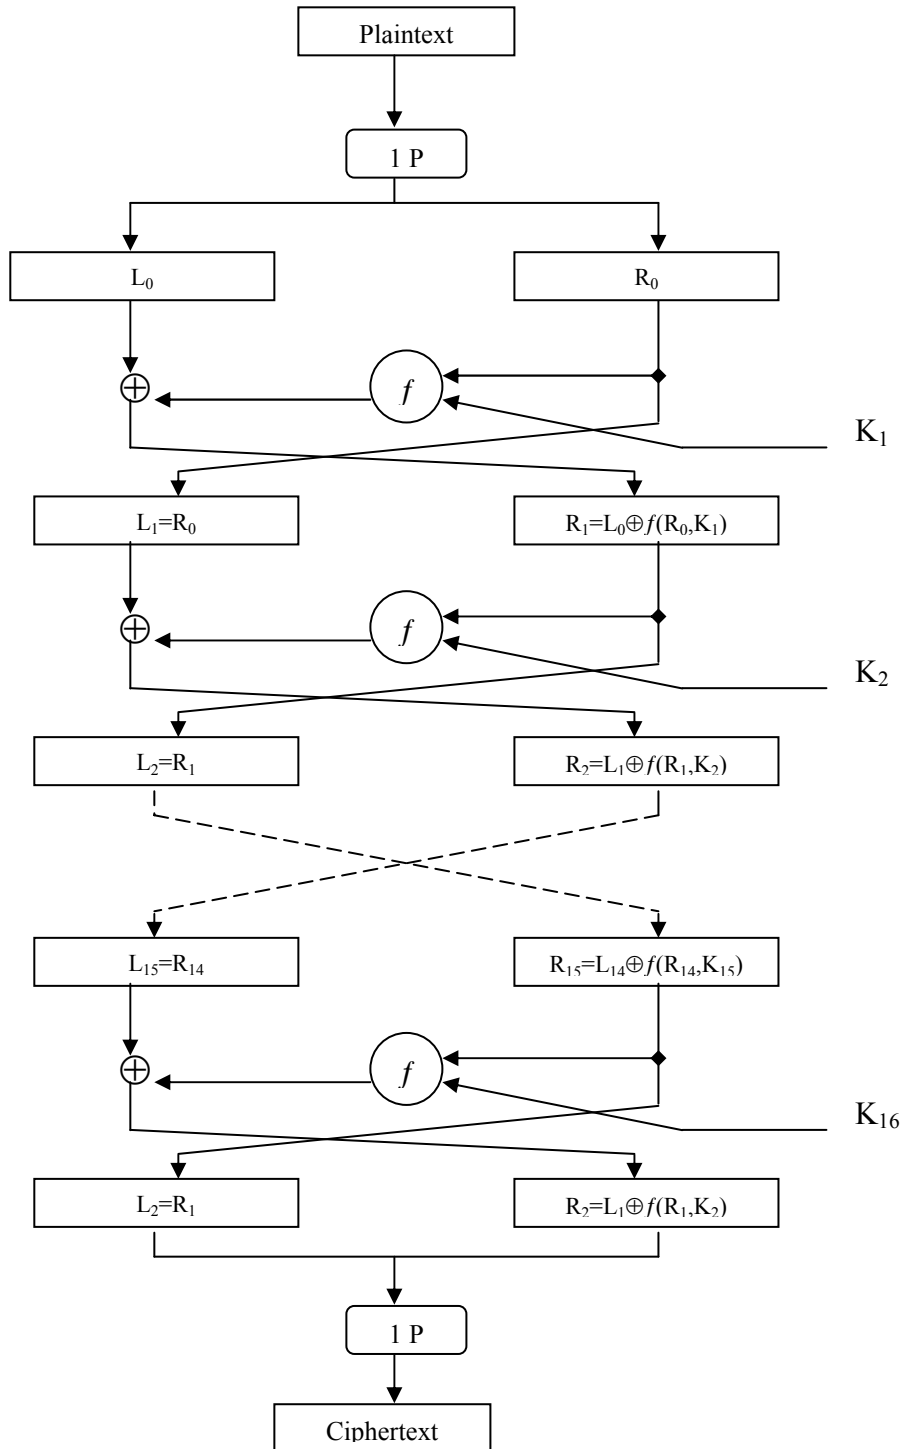 Plaintext
1 P
L₀
R₀
f
K₁
L₁=R₀
R₁=L₀⊕f(R₀,K₁)
f
K₂
L₂=R₁
R₂=L₁⊕f(R₁,K₂)
L₁₅=R₁₄
R₁₅=L₁₄⊕f(R₁₄,K₁₅)
f
K₁₆
L₂=R₁
R₂=L₁⊕f(R₁,K₂)
1 P
Ciphertext